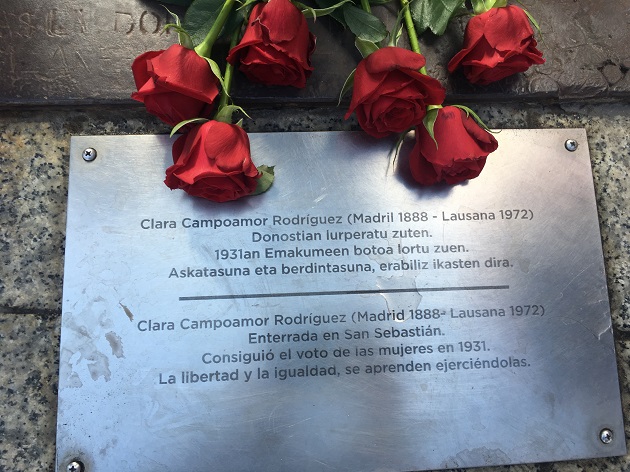 Clara Campoamor Rodríguez (Madril 1888 - Lausana 1972)
Donostian lurperatu zuten.
1931an Emakumeen botoa lortu zuen.
Askatasuna eta berdintasuna, erabiliz ikasten dira.
Clara Campoamor Rodríguez (Madrid 1888- Lausana 1972)
Enterrada en San Sebastián.
Consiguió el voto de las mujeres en 1931.
La libertad y la igualdad, se aprenden ejerciéndolas.